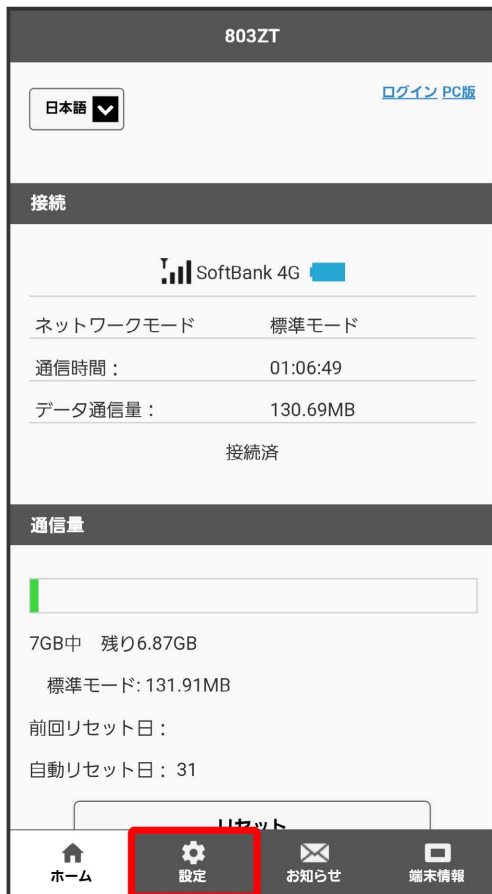 803ZT
日本語
ログイン PC版
接続
SoftBank 4G
ネットワークモード 標準モード
通信時間： 01:06:49
データ通信量： 130.69MB
接続済
通信量
7GB中 残り6.87GB
標準モード: 131.91MB
前回リセット日：
自動リセット日： 31
リセット
ホーム 設定 お知らせ 端末情報